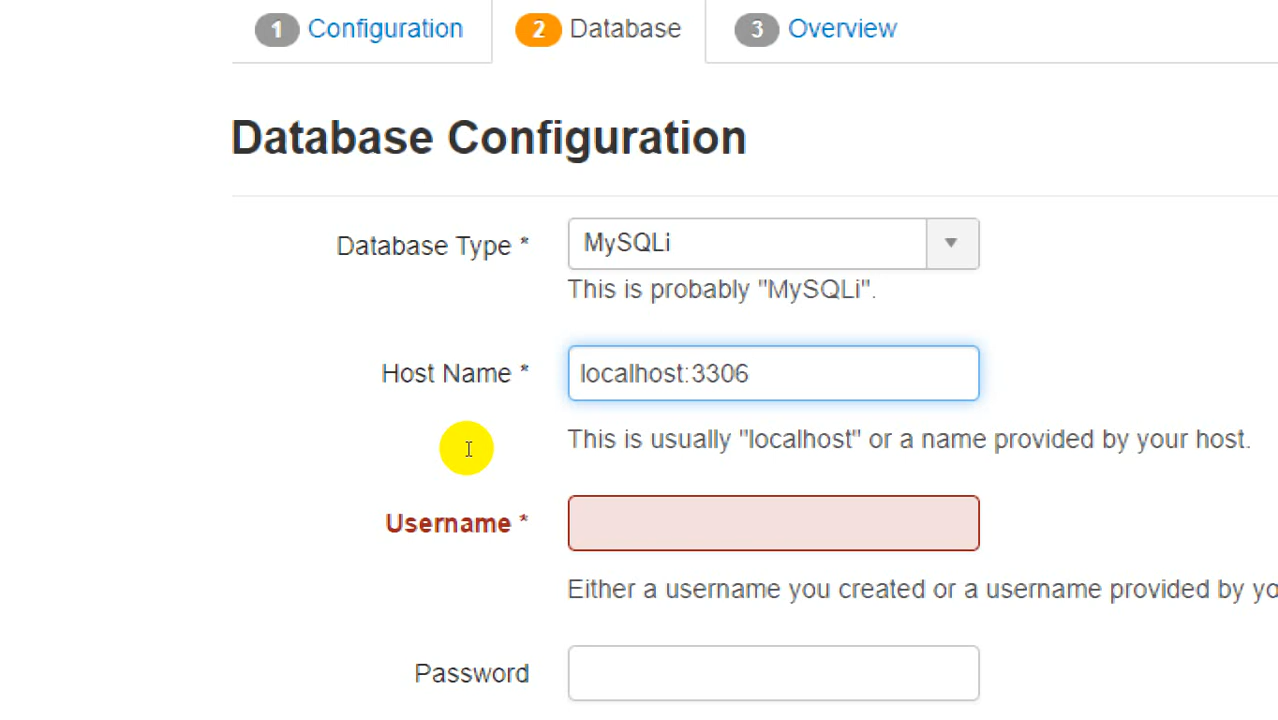 1 Configuration 2 Database 3 Overview
Database Configuration
Database Type * MySQLi
This is probably "MySQLi".
Host Name * localhost:3306
This is usually "localhost" or a name provided by your host.
Username *
Either a username you created or a username provided by yo
Password